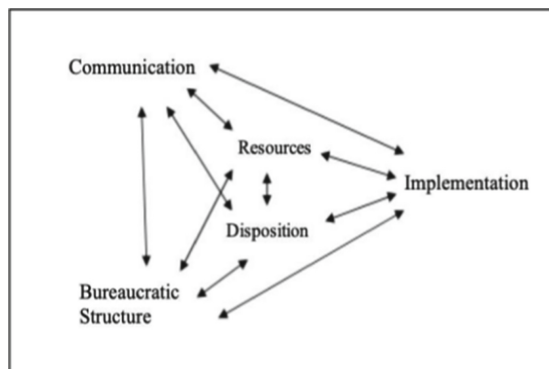 Communication
Resources
Implementation
Disposition
Bureaucratic
Structure